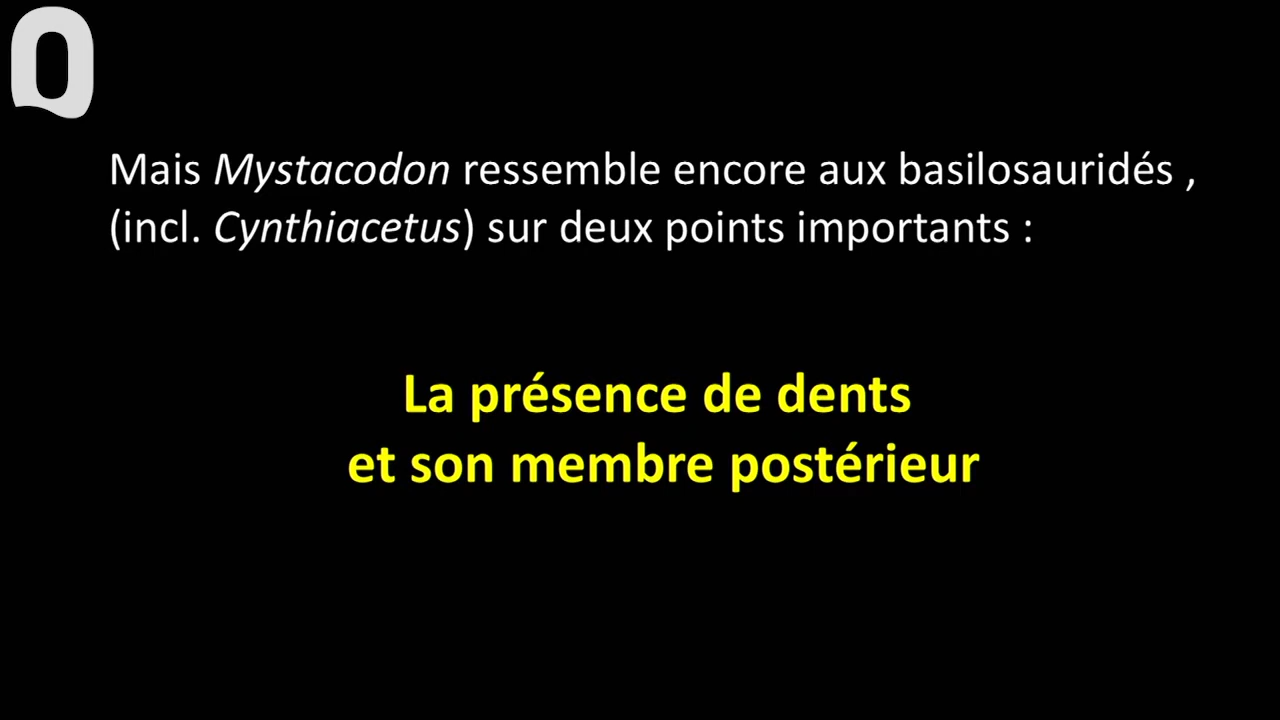 Q
Mais Mystacodon ressemble encore aux basilosauridés ,
(incl. Cynthiacetus) sur deux points importants :
La présence de dents
et son membre postérieur